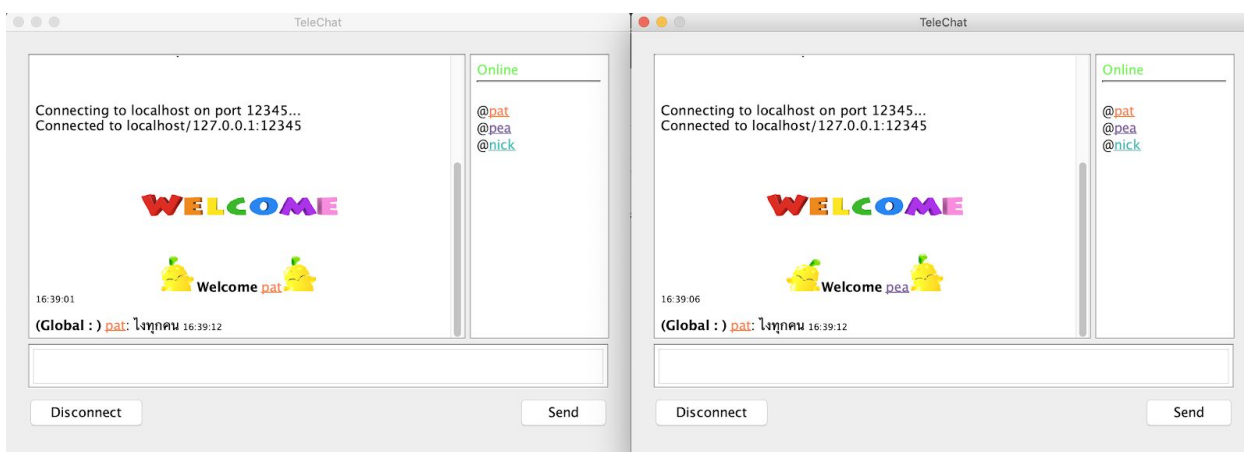 TeleChat
Connecting to localhost on port 12345...
Connected to localhost/127.0.0.1:12345
WELCOME
Welcome pat
16:39:01
(Global : ) pat: ไงทุกคน 16:39:12
Online
@pat
@pea
@nick
Disconnect
Send
TeleChat
Connecting to localhost on port 12345...
Connected to localhost/127.0.0.1:12345
WELCOME
Welcome pea
16:39:06
(Global : ) pat: ไงทุกคน 16:39:12
Online
@pat
@pea
@nick
Disconnect
Send